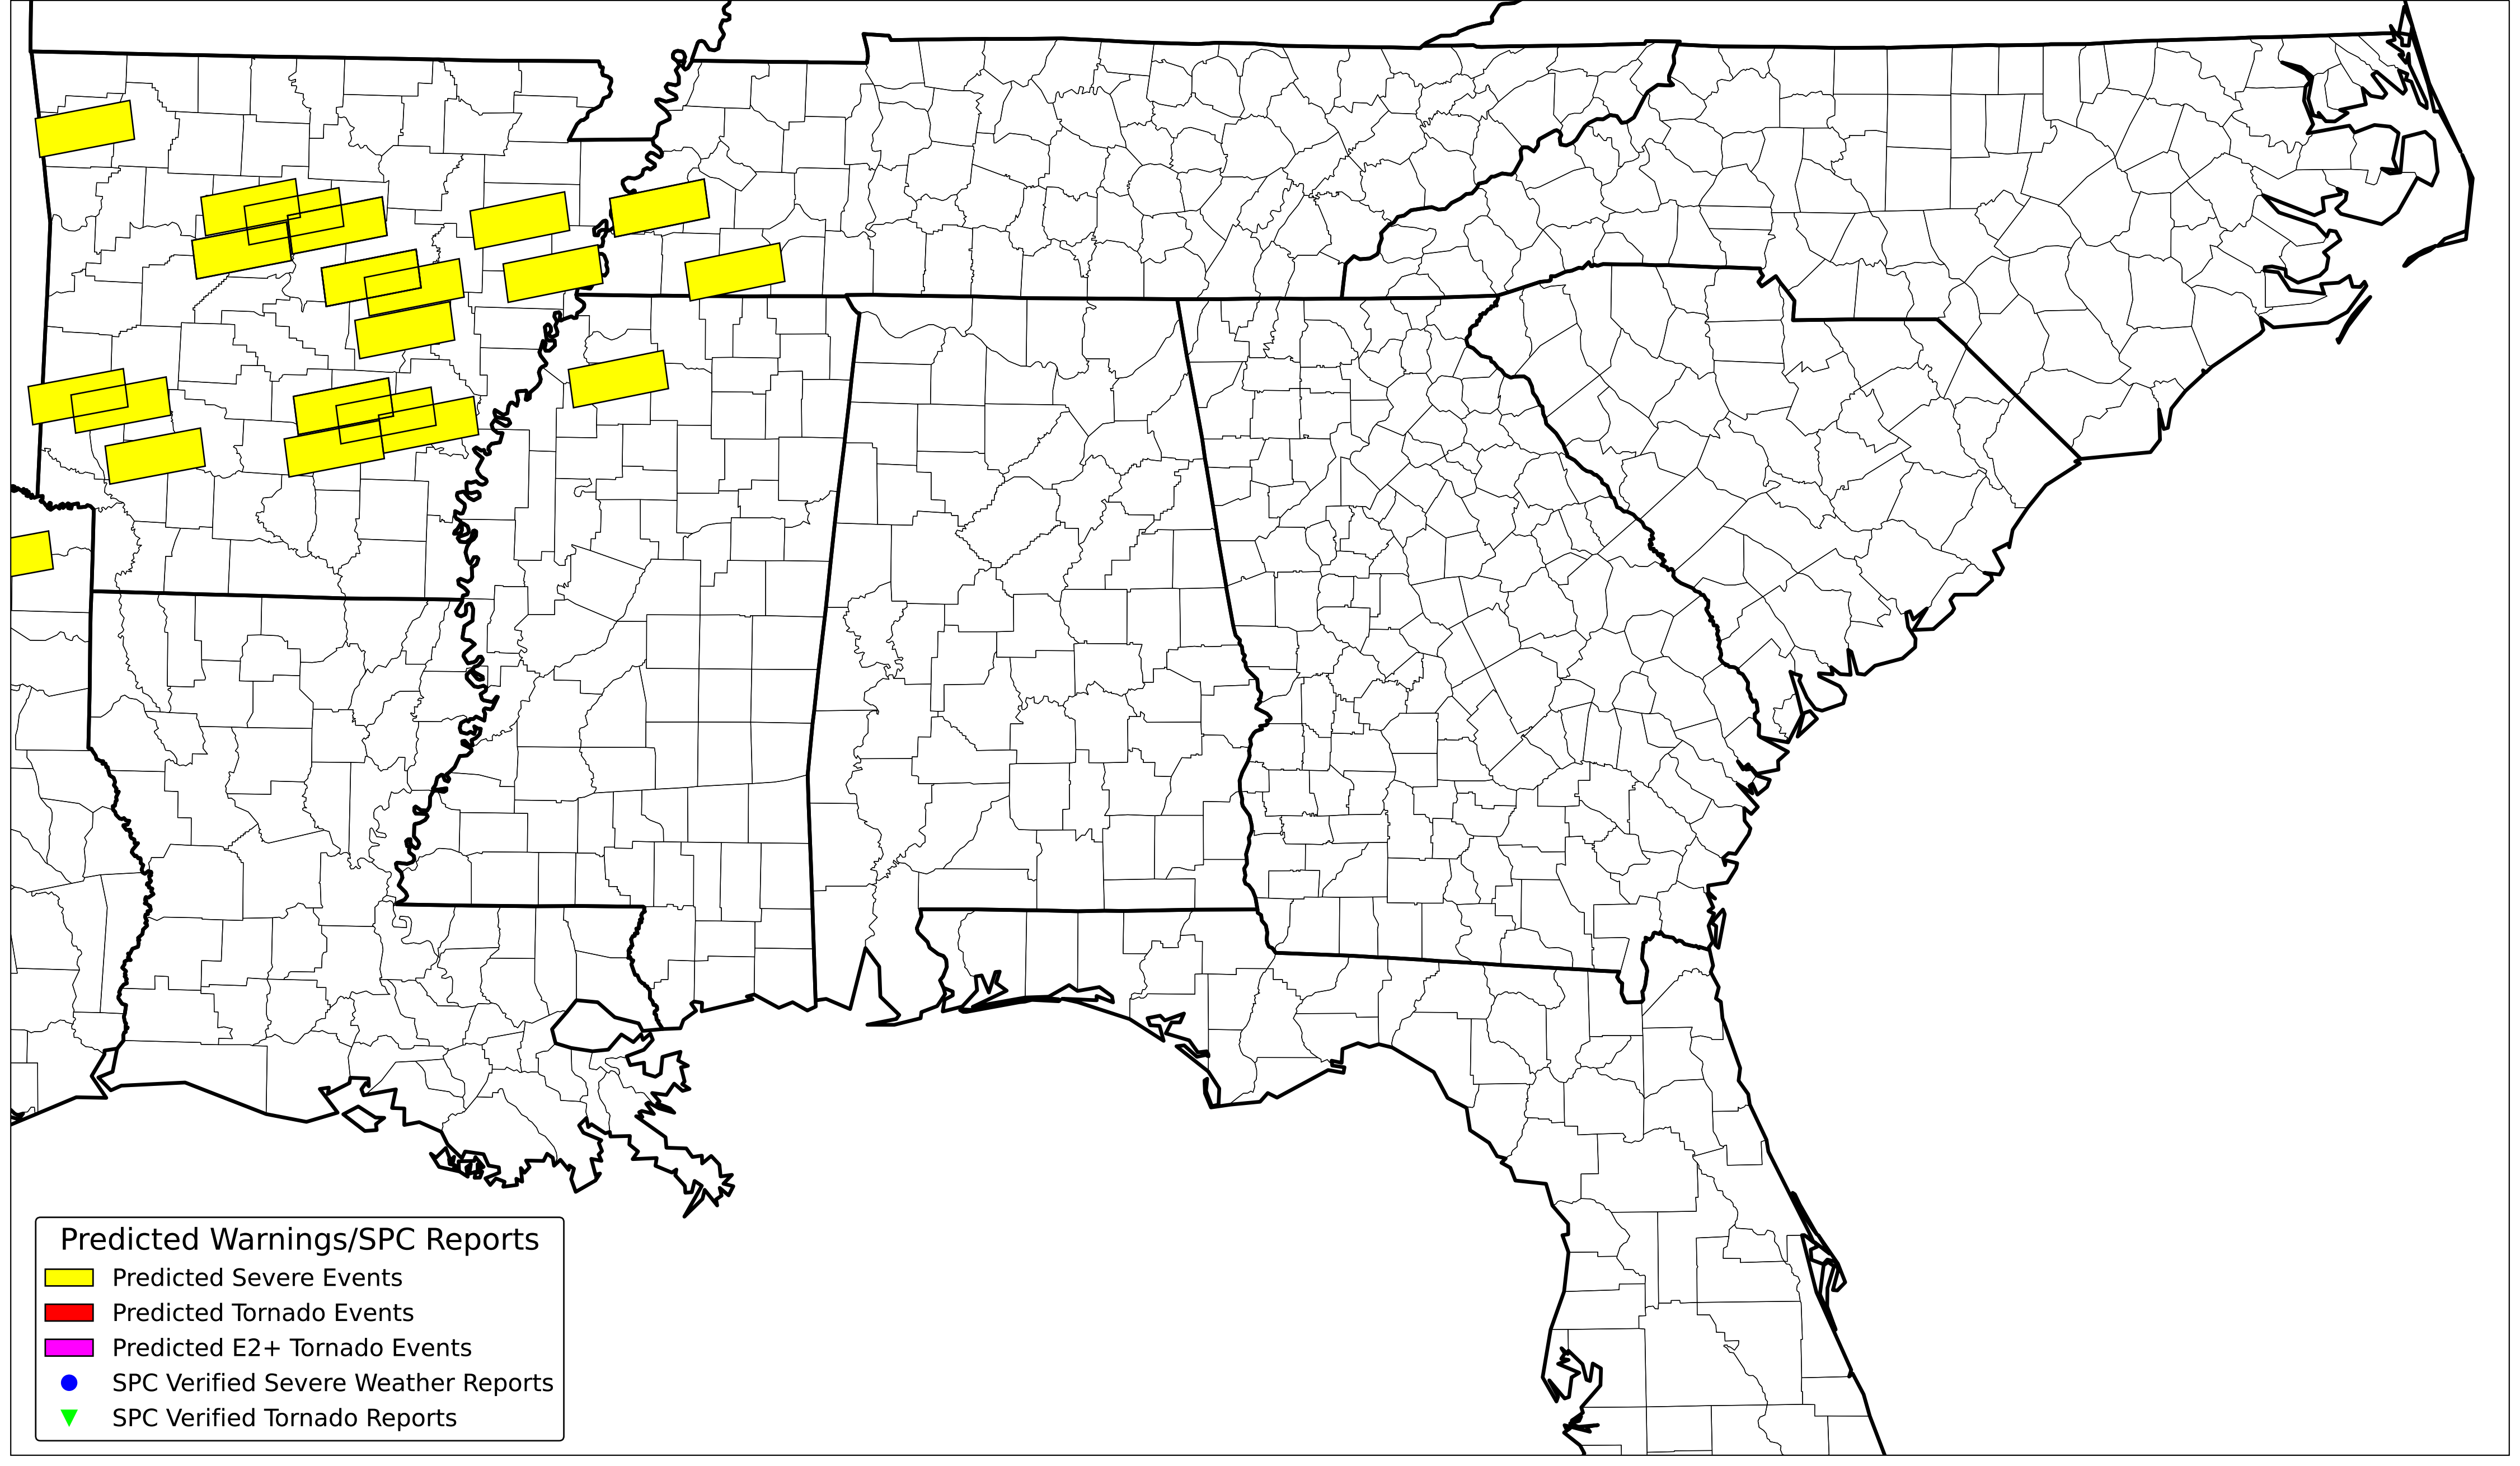 Predicted Warnings/SPC Reports
Predicted Severe Events
Predicted Tornado Events
Predicted E2+ Tornado Events
SPC Verified Severe Weather Reports
SPC Verified Tornado Reports